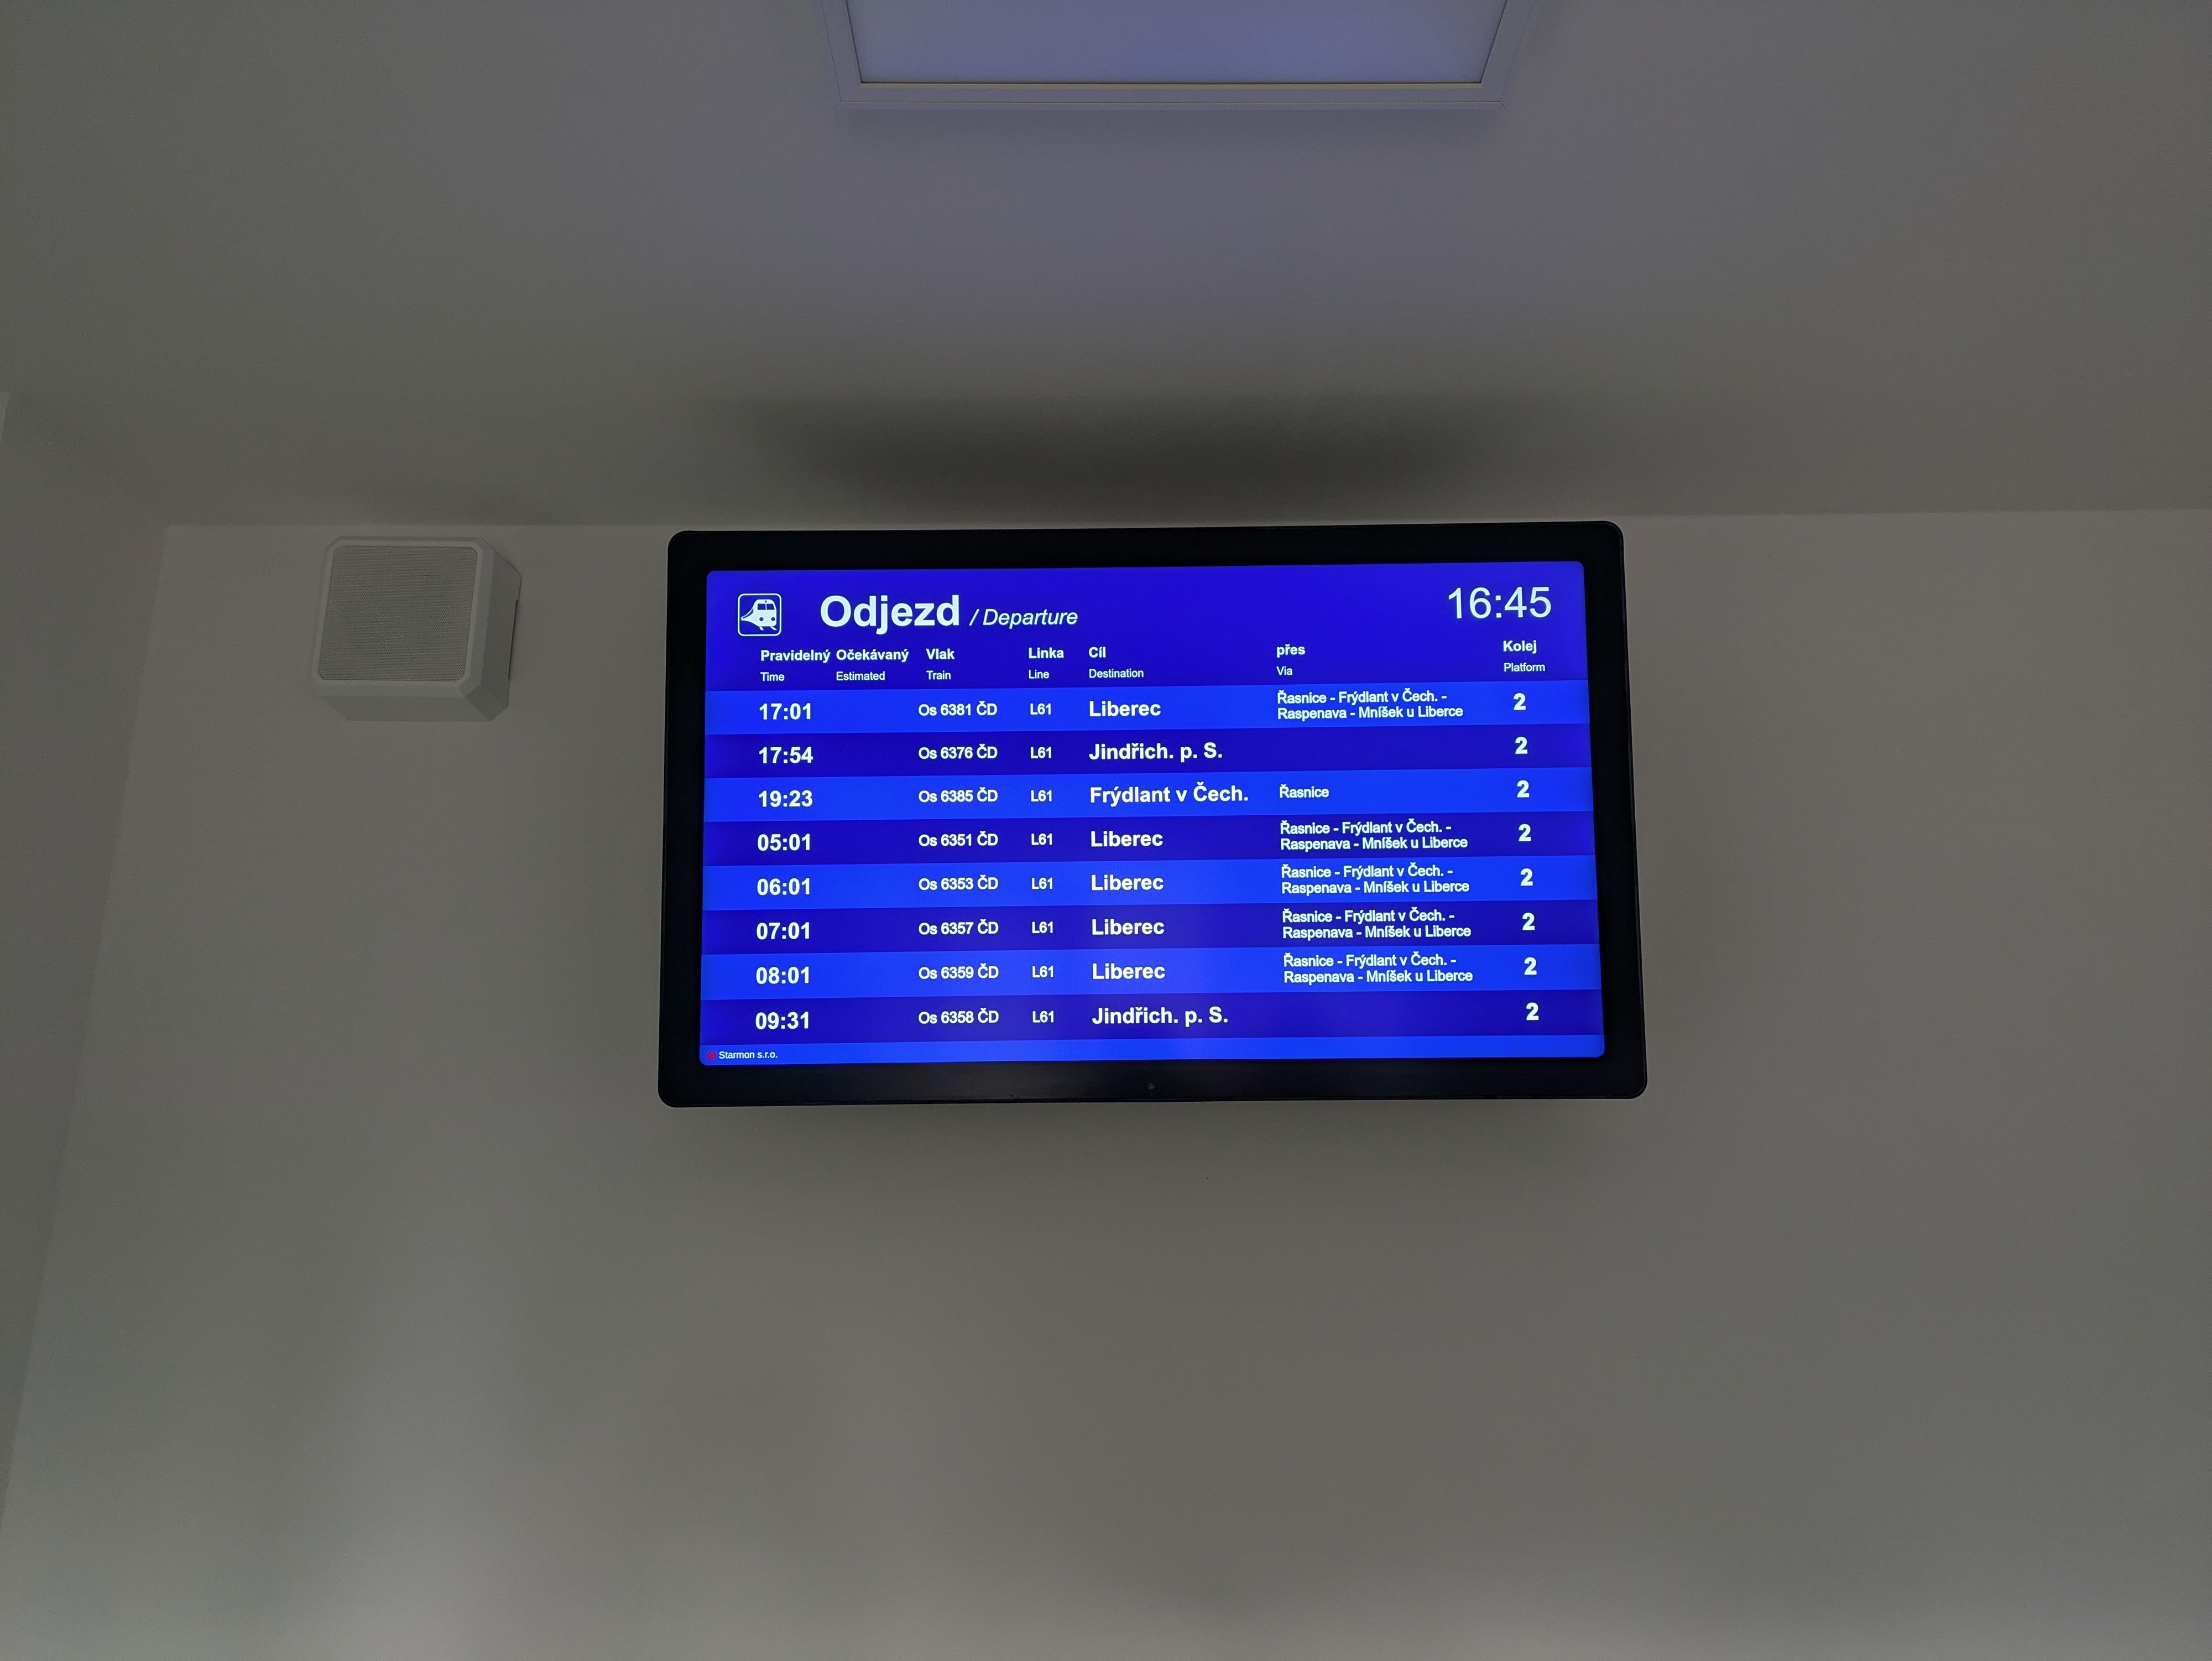 Odjezd / Departure 16:45
Pravidelný Očekávaný Vlak Linka Cíl přes Kolej
Time Estimated Train Line Destination Via Platform
17:01 Os 6381 ČD L61 Liberec Řasnice - Frýdlant v Čech. - 2
Raspenava - Mníšek u Liberce
17:54 Os 6376 ČD L61 Jindřich. p. S. 2
19:23 Os 6385 ČD L61 Frýdlant v Čech. Řasnice 2
05:01 Os 6351 ČD L61 Liberec Řasnice - Frýdlant v Čech. - 2
Raspenava - Mníšek u Liberce
06:01 Os 6353 ČD L61 Liberec Řasnice - Frýdlant v Čech. - 2
Raspenava - Mníšek u Liberce
07:01 Os 6357 ČD L61 Liberec Řasnice - Frýdlant v Čech. - 2
Raspenava - Mníšek u Liberce
08:01 Os 6359 ČD L61 Liberec Řasnice - Frýdlant v Čech. - 2
Raspenava - Mníšek u Liberce
09:31 Os 6358 ČD L61 Jindřich. p. S. 2
Starmon s.r.o.